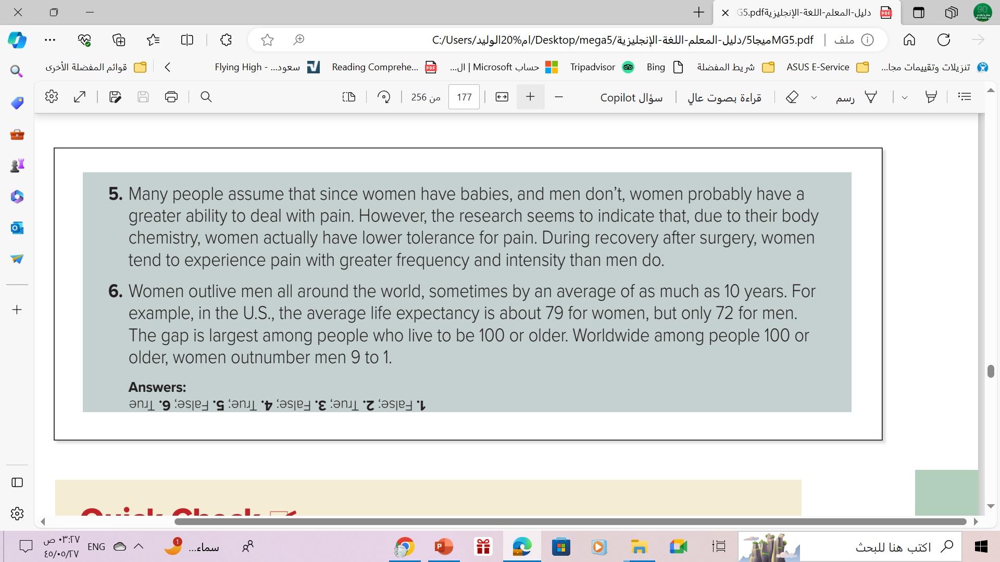 دليل-المعلم-اللغة-الإنجليزيةG5.pdf
C:/Users/ام%20الوليد/Desktop/mega5/ميجا5/دليل-المعلم-اللغة-الإنجليزيةMG5.pdf
ملف
تنزيلات وتقييمات مجا...
ASUS E-Service
شريط المفضلة
Bing
Tripadvisor
حساب Microsoft | ال...
Reading Comprehe...
Flying High - سعود...
قوائم المفضلة الأخرى
رسم
قراءة بصوت عالٍ
سؤال Copilot
177
من 256
5. Many people assume that since women have babies, and men don’t, women probably have a
greater ability to deal with pain. However, the research seems to indicate that, due to their body
chemistry, women actually have lower tolerance for pain. During recovery after surgery, women
tend to experience pain with greater frequency and intensity than men do.
6. Women outlive men all around the world, sometimes by an average of as much as 10 years. For
example, in the U.S., the average life expectancy is about 79 for women, but only 72 for men.
The gap is largest among people who live to be 100 or older. Worldwide among people 100 or
older, women outnumber men 9 to 1.
Answers:
1. False; 2. True; 3. False; 4. True; 5. False; 6. True
Quick Check
اكتب هنا للبحث
سماء...
1
ENG
٠٣:٢٧ ص
٤٥/٠٥/٢٧